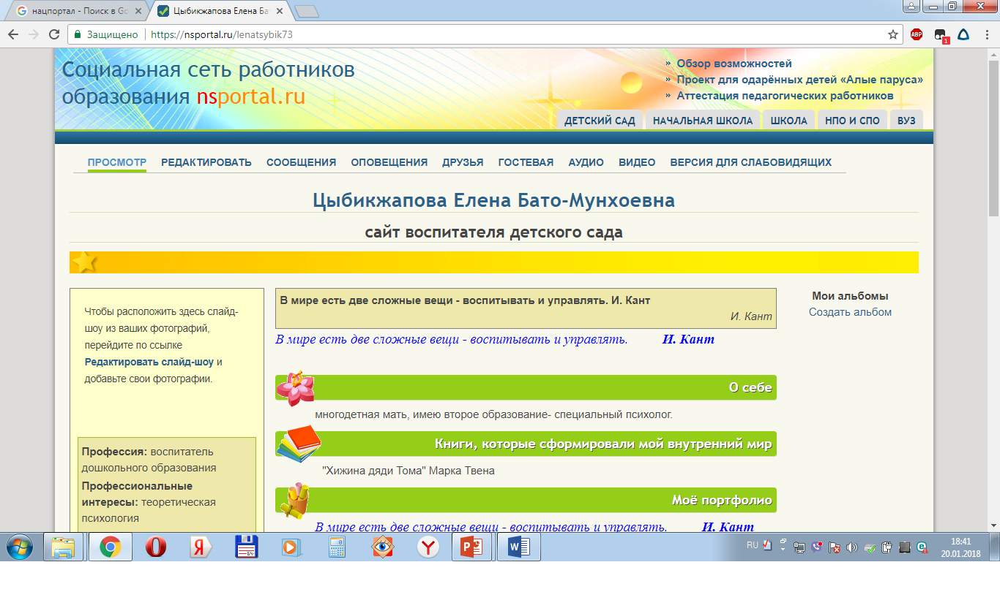 нацпортал - Поиск в Go
Цыбикжапова Елена Бат
Защищено
https://nsportal.ru/lenatsybik73
ABP
1
Социальная сеть работников
образования nsportal.ru
» Обзор возможностей
» Проект для одарённых детей «Алые паруса»
» Аттестация педагогических работников
ДЕТСКИЙ САД НАЧАЛЬНАЯ ШКОЛА ШКОЛА НПО И СПО ВУЗ
ПРОСМОТР РЕДАКТИРОВАТЬ СООБЩЕНИЯ ОПОВЕЩЕНИЯ ДРУЗЬЯ ГОСТЕВАЯ АУДИО ВИДЕО ВЕРСИЯ ДЛЯ СЛАБОВИДЯЩИХ
Цыбикжапова Елена Бато-Мунхоевна
сайт воспитателя детского сада
Чтобы расположить здесь слайд-
шоу из ваших фотографий,
перейдите по ссылке
Редактировать слайд-шоу и
добавьте свои фотографии.
Профессия: воспитатель
дошкольного образования
Профессиональные
интересы: теоретическая
психология
В мире есть две сложные вещи - воспитывать и управлять. И. Кант
И. Кант
В мире есть две сложные вещи - воспитывать и управлять. И. Кант
О себе
многодетная мать, имею второе образование- специальный психолог.
Книги, которые сформировали мой внутренний мир
"Хижина дяди Тома" Марка Твена
Моё портфолио
В мире есть две сложные вещи - воспитывать и управлять. И. Кант
Мои альбомы
Создать альбом
RU
18:41
20.01.2018